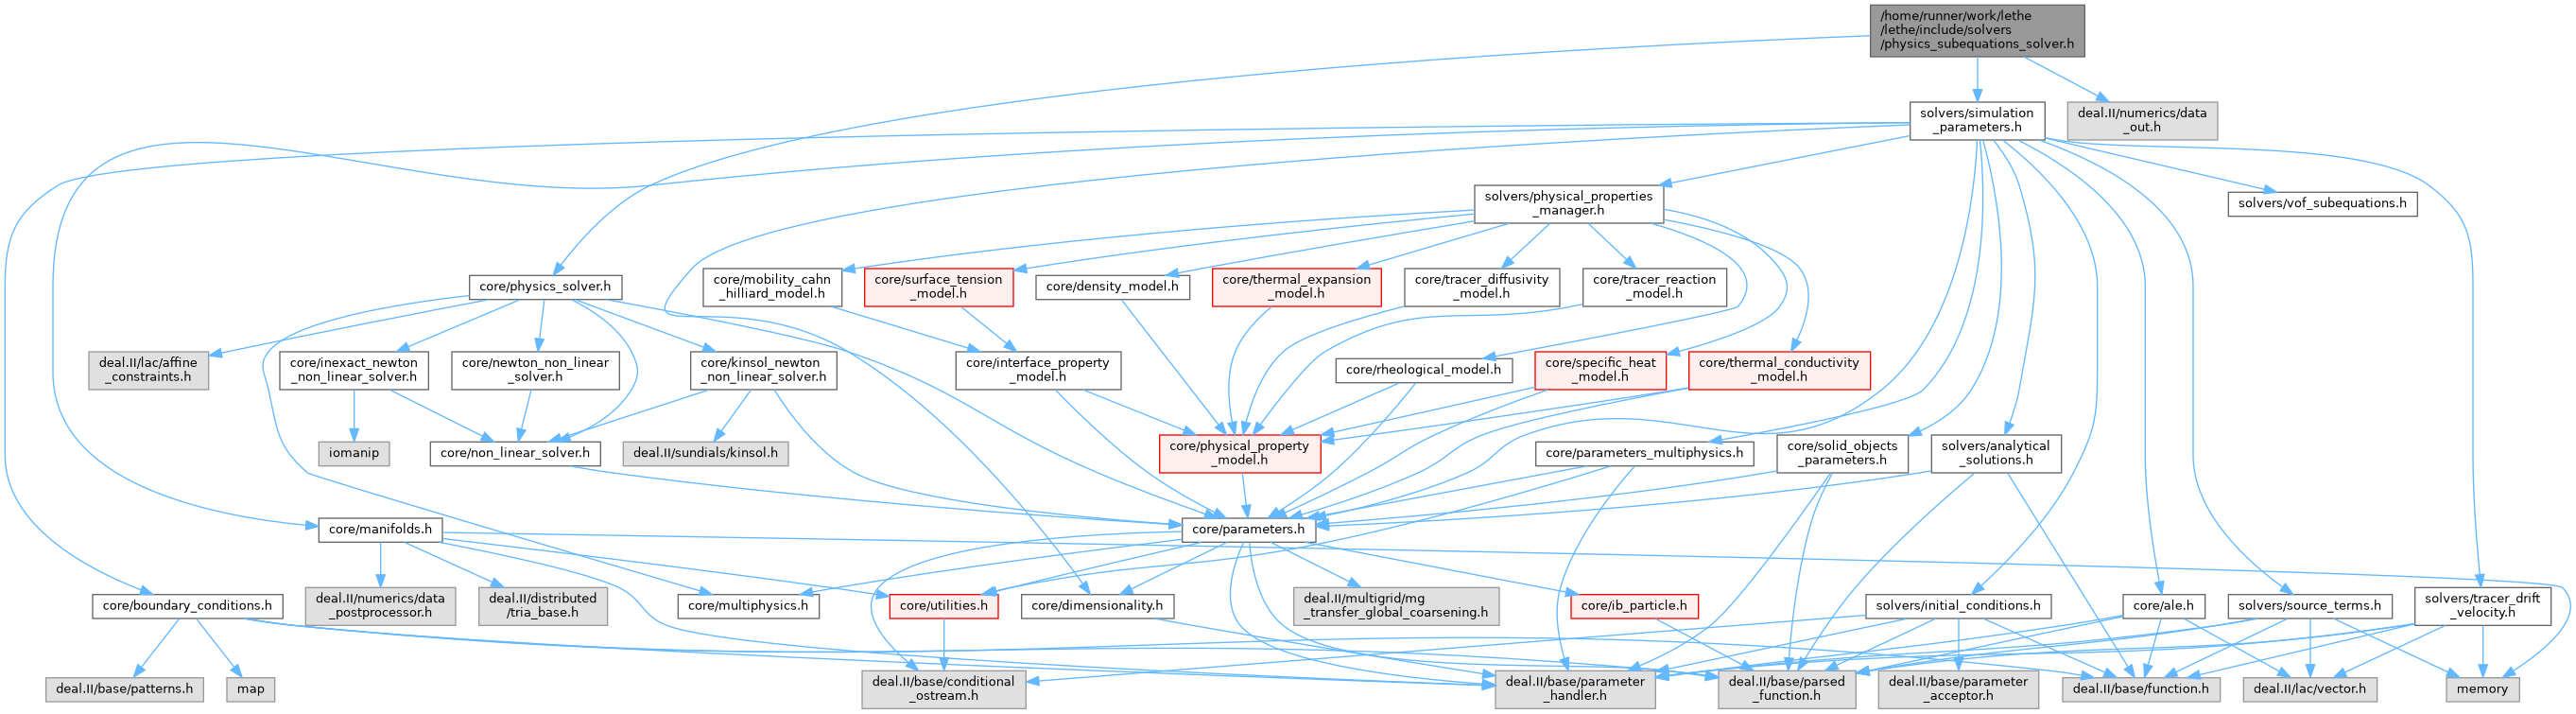 /home/runner/work/lethe
/lethe/include/solvers
/physics_subequations_solver.h
solvers/simulation
_parameters.h
deal.II/numerics/data
_out.h
solvers/physical_properties
_manager.h
solvers/vof_subequations.h
core/physics_solver.h
core/mobility_cahn
_hilliard_model.h
core/surface_tension
_model.h
core/density_model.h
core/thermal_expansion
_model.h
core/tracer_diffusivity
_model.h
core/tracer_reaction
_model.h
deal.II/lac/affine
_constraints.h
core/inexact_newton
_non_linear_solver.h
core/newton_non_linear
_solver.h
core/kinsol_newton
_non_linear_solver.h
core/interface_property
_model.h
core/rheological_model.h
core/specific_heat
_model.h
core/thermal_conductivity
_model.h
iomanip
core/non_linear_solver.h
deal.II/sundials/kinsol.h
core/physical_property
_model.h
core/parameters_multiphysics.h
core/solid_objects
_parameters.h
solvers/analytical
_solutions.h
core/manifolds.h
core/parameters.h
core/boundary_conditions.h
deal.II/numerics/data
_postprocessor.h
deal.II/distributed
/tria_base.h
core/multiphysics.h
core/utilities.h
core/dimensionality.h
deal.II/multigrid/mg
_transfer_global_coarsening.h
core/ib_particle.h
solvers/initial_conditions.h
core/ale.h
solvers/source_terms.h
solvers/tracer_drift
_velocity.h
deal.II/base/patterns.h
map
deal.II/base/conditional
_ostream.h
deal.II/base/parameter
_handler.h
deal.II/base/parsed
_function.h
deal.II/base/parameter
_acceptor.h
deal.II/base/function.h
deal.II/lac/vector.h
memory